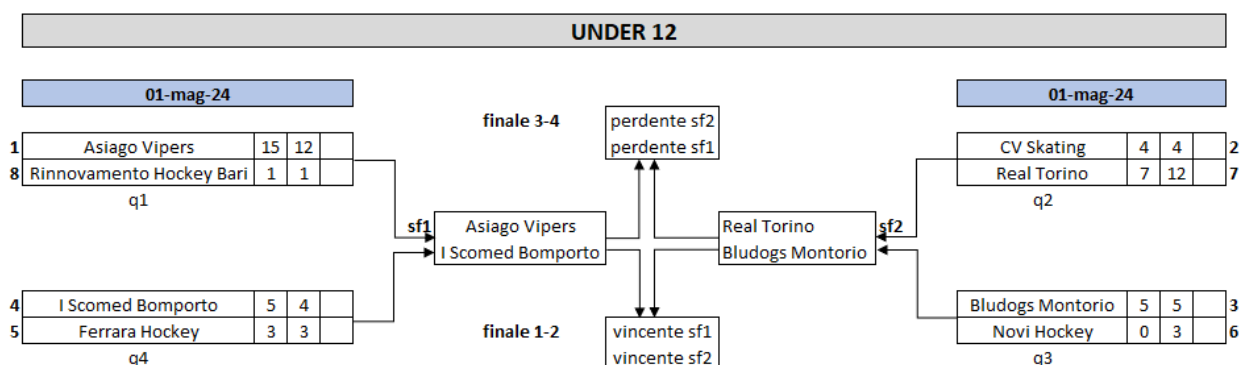 UNDER 12
01-mag-24
01-mag-24
finale 3-4
perdente sf2
perdente sf1
1 Asiago Vipers 15 12
8 Rinnovamento Hockey Bari 1 1
q1
CV Skating 4 4 2
Real Torino 7 12 7
q2
sf1
Asiago Vipers
I Scomed Bomporto
Real Torino
Bludogs Montorio
sf2
4 I Scomed Bomporto 5 4
5 Ferrara Hockey 3 3
q4
finale 1-2
vincente sf1
vincente sf2
Bludogs Montorio 5 5 3
Novi Hockey 0 3 6
q3